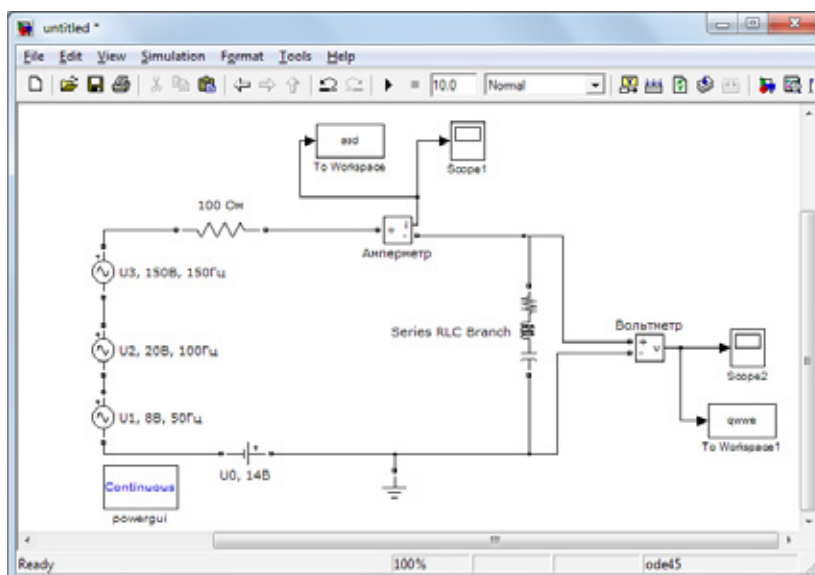 untitled *
File Edit View Simulation Format Tools Help
10.0 Normal
asd
To Workspace
Scope1
100 Ом
i
+
-
Амперметр
U3, 150В, 150Гц
U2, 20В, 100Гц
Series RLC Branch
Вольтметр
+
-
v
Scope2
U1, 8В, 50Гц
qwwe
To Workspace1
U0, 14В
Continuous
powergui
Ready 100% ode45